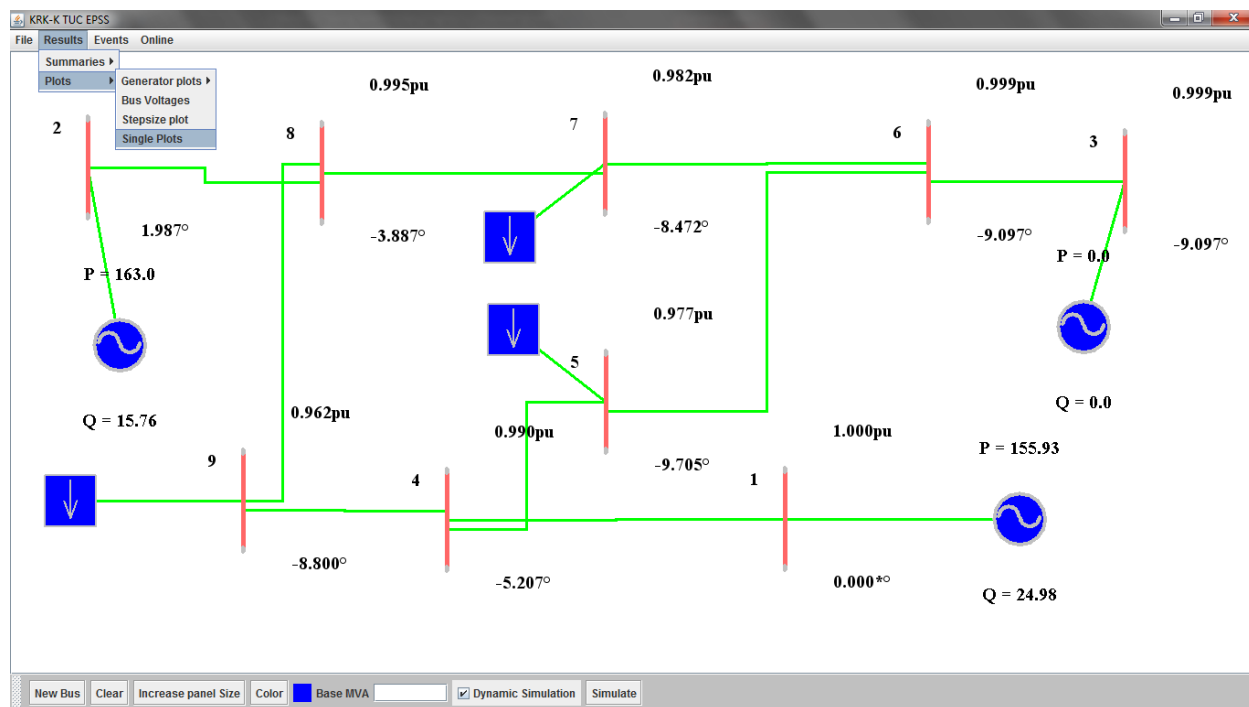 KRK-K TUC EPSS
File Results Events Online
Summaries
Plots
Generator plots
Bus Voltages
Stepsize plot
Single Plots
0.995pu
0.982pu
0.999pu
0.999pu
2
8
7
6
3
1.987°
-3.887°
-8.472°
-9.097°
-9.097°
P = 163.0
P = 0.0
0.977pu
5
Q = 15.76
0.962pu
0.990pu
1.000pu
Q = 0.0
P = 155.93
9
4
-9.705°
1
-8.800°
-5.207°
0.000*°
Q = 24.98
New Bus Clear Increase panel Size Color Base MVA Dynamic Simulation Simulate